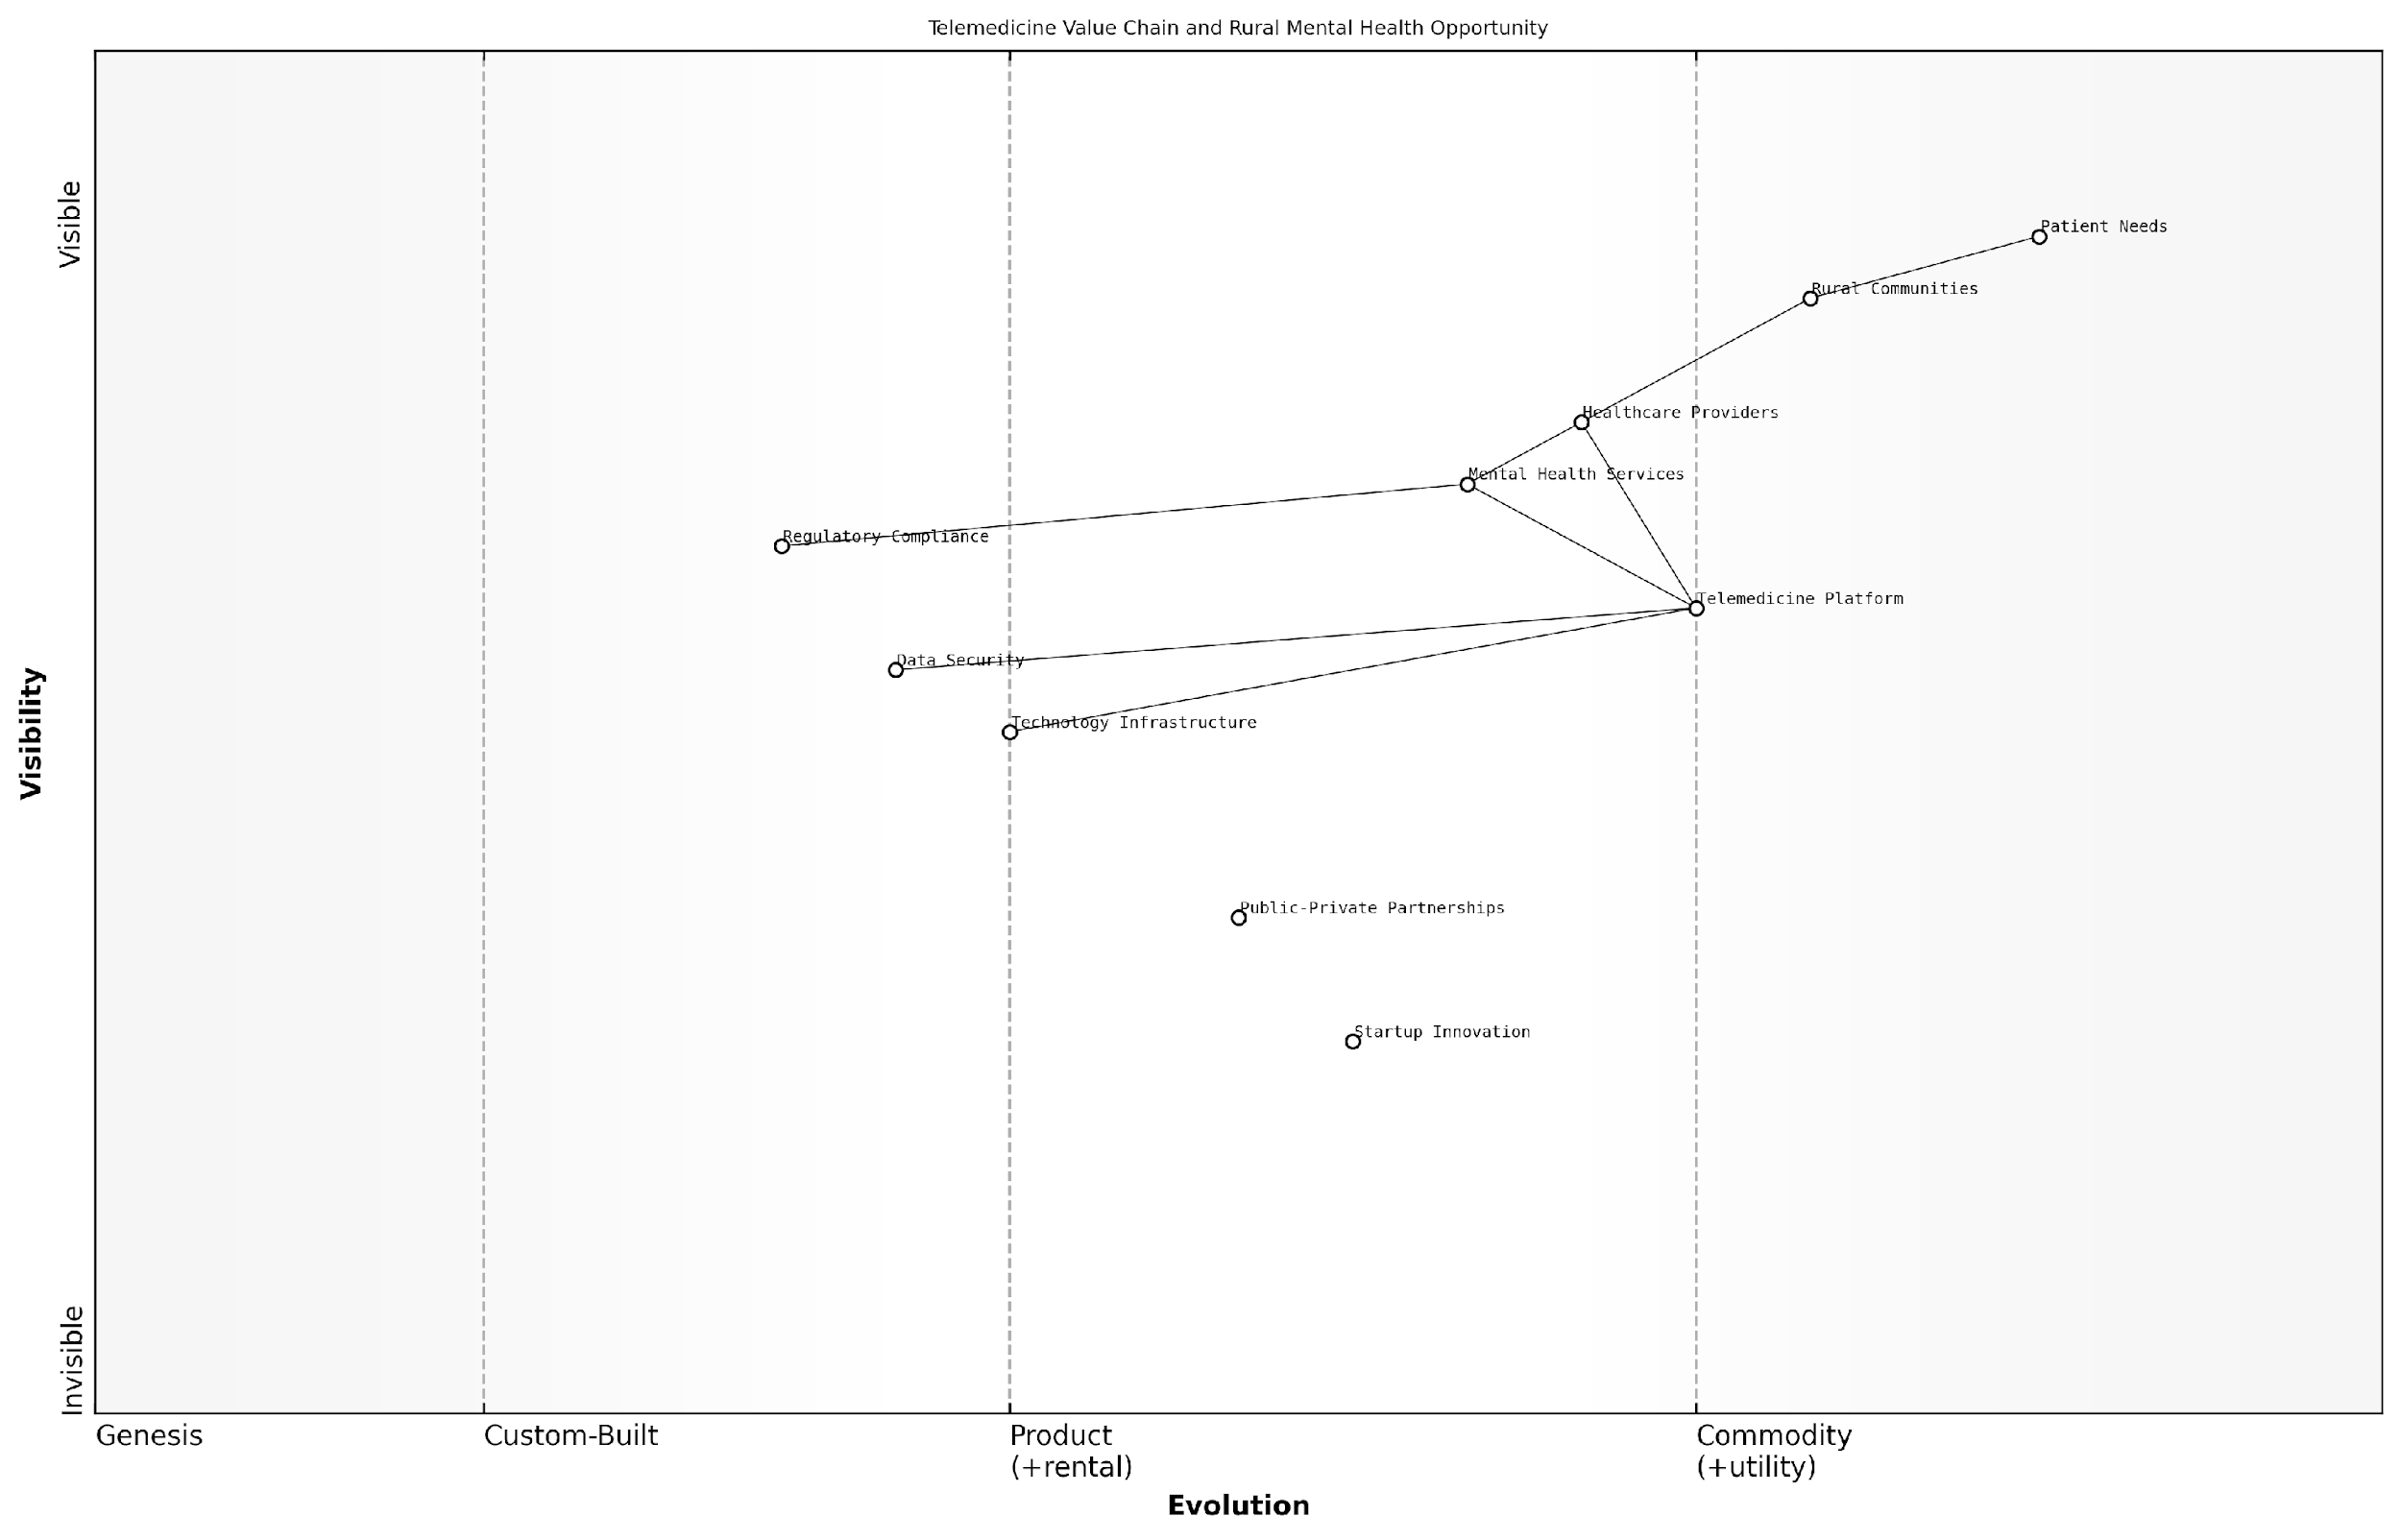 Telemedicine Value Chain and Rural Mental Health Opportunity
Visible
Patient Needs
Rural Communities
Healthcare Providers
Mental Health Services
Regulatory Compliance
Telemedicine Platform
Data Security
Technology Infrastructure
Visibility
Public-Private Partnerships
Startup Innovation
Invisible
Genesis
Custom-Built
Product
(+rental)
Commodity
(+utility)
Evolution